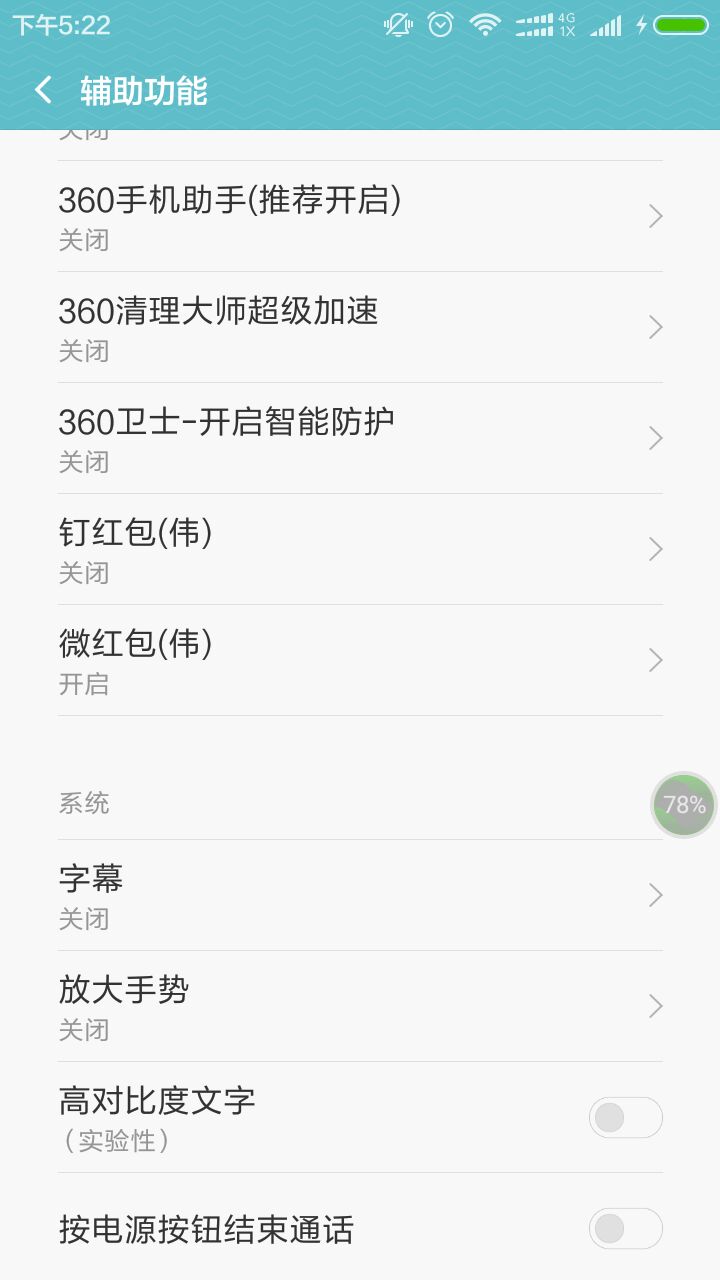 下午5:22
4G
1X
辅助功能
关闭
360手机助手(推荐开启)
关闭
360清理大师超级加速
关闭
360卫士-开启智能防护
关闭
钉红包(伟)
关闭
微红包(伟)
开启
系统
78%
字幕
关闭
放大手势
关闭
高对比度文字
（实验性）
按电源按钮结束通话